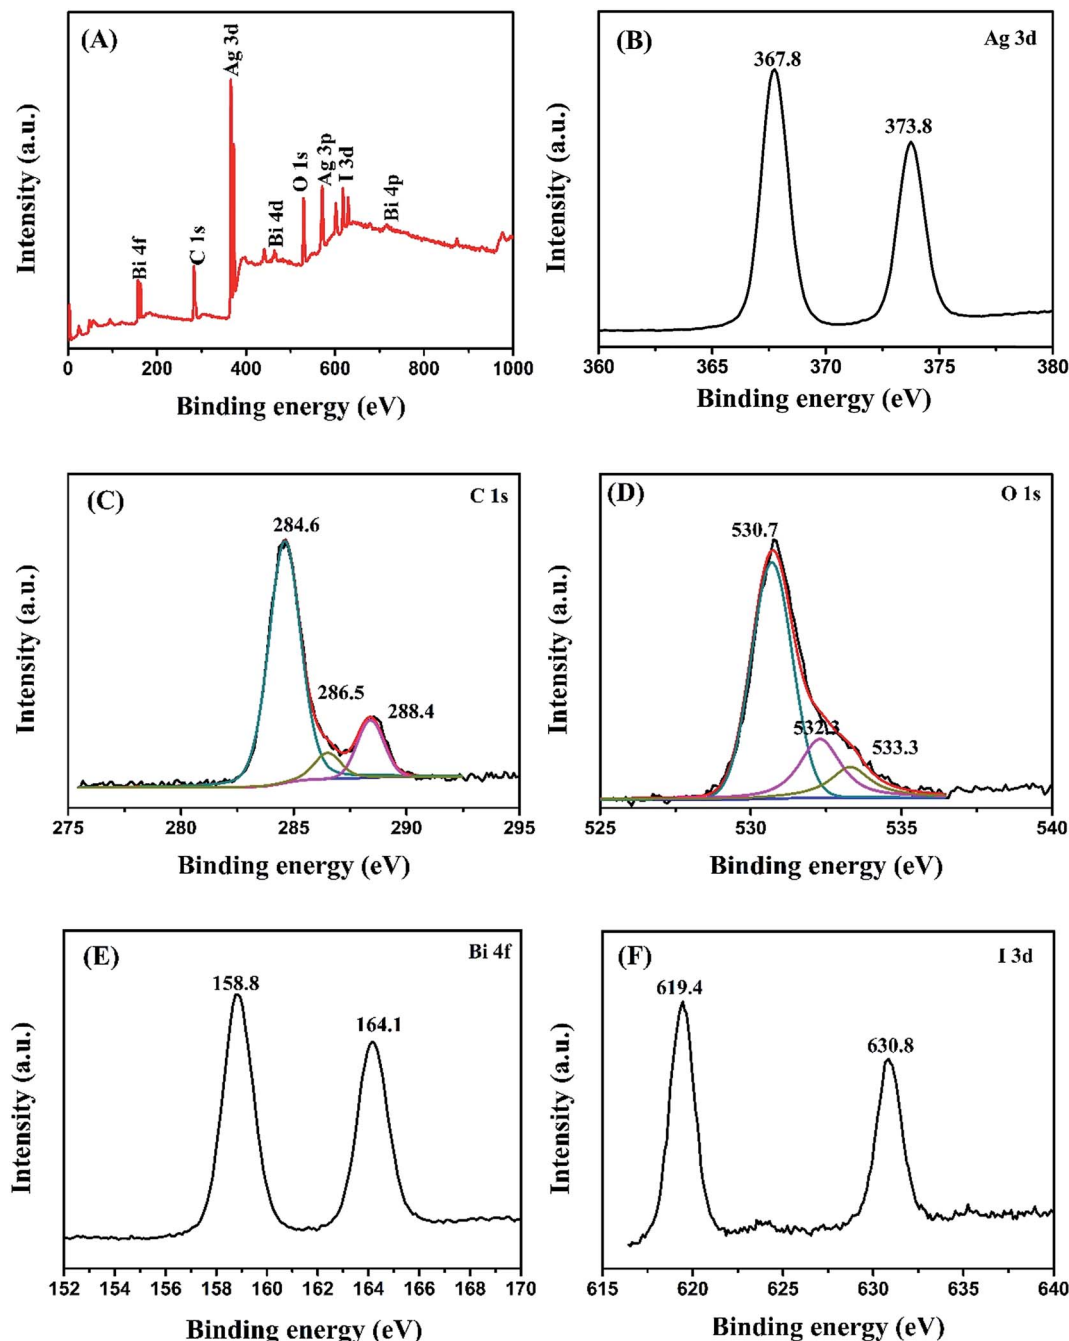 (A)
Ag 3d
Bi 4f
C 1s
Bi 4d
O 1s
Ag 3p
I 3d
Bi 4p
Intensity (a.u.)
0 200 400 600 800 1000
Binding energy (eV)
(B)
Ag 3d
367.8
373.8
Intensity (a.u.)
360 365 370 375 380
Binding energy (eV)
(C)
C 1s
284.6
286.5
288.4
Intensity (a.u.)
275 280 285 290 295
Binding energy (eV)
(D)
O 1s
530.7
532.3
533.3
Intensity (a.u.)
525 530 535 540
Binding energy (eV)
(E)
Bi 4f
158.8
164.1
Intensity (a.u.)
152 154 156 158 160 162 164 166 168 170
Binding energy (eV)
(F)
I 3d
619.4
630.8
Intensity (a.u.)
615 620 625 630 635 640
Binding energy (eV)